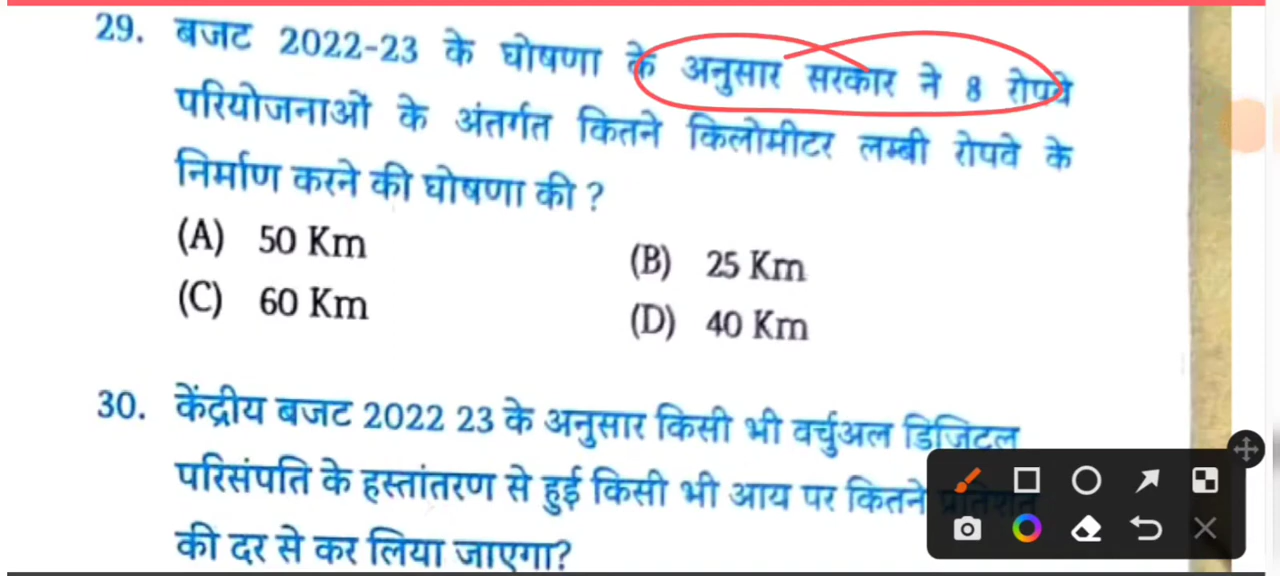 29. बजट 2022-23 के घोषणा के अनुसार सरकार ने 8 रोपवे
परियोजनाओं के अंतर्गत कितने किलोमीटर लम्बी रोपवे के
निर्माण करने की घोषणा की ?
(A) 50 Km (B) 25 Km
(C) 60 Km (D) 40 Km
30. केंद्रीय बजट 2022 23 के अनुसार किसी भी वर्चुअल डिजिटल
परिसंपति के हस्तांतरण से हुई किसी भी आय पर कितने प्रतिशत
की दर से कर लिया जाएगा?